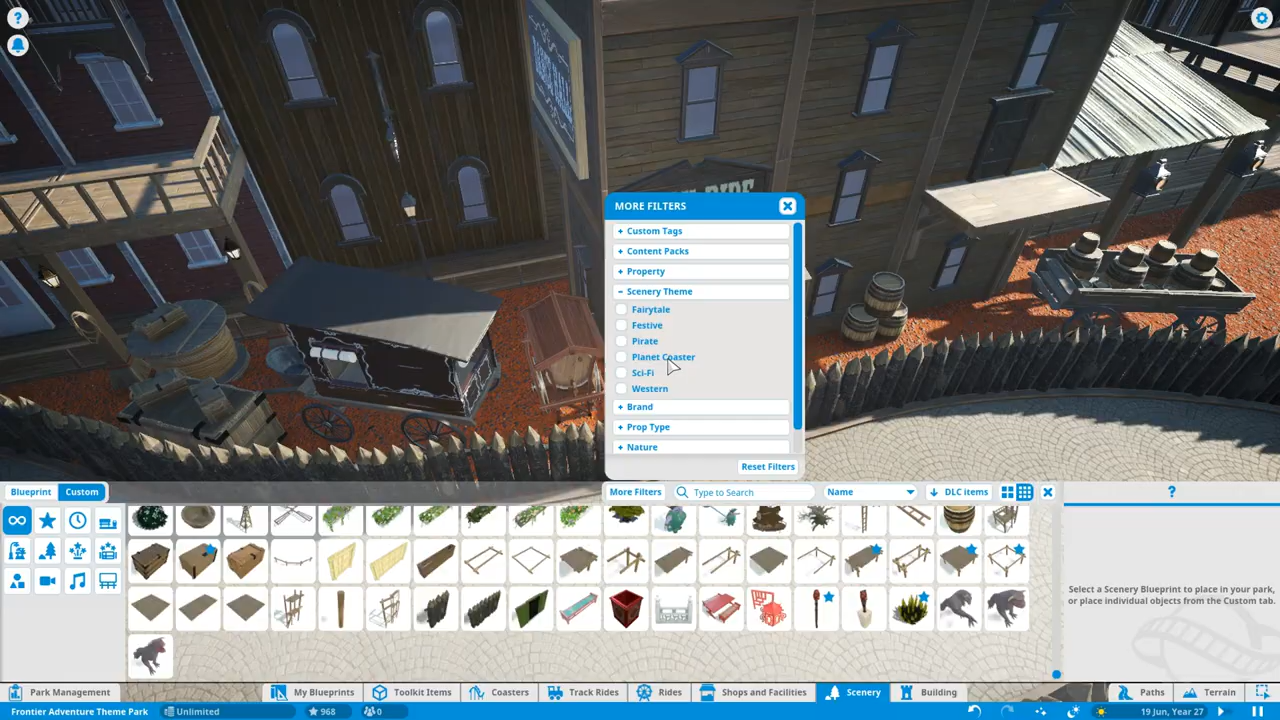 MORE FILTERS
+ Custom Tags
+ Content Packs
+ Property
− Scenery Theme
Fairytale
Festive
Pirate
Planet Coaster
Sci-Fi
Western
+ Brand
+ Prop Type
+ Nature
Reset Filters
Blueprint Custom More Filters Type to Search Name DLC items
?
Select a Scenery Blueprint to place in your park,
or place individual objects from the Custom tab.
Park Management My Blueprints Toolkit Items Coasters Track Rides Rides Shops and Facilities Scenery Building Paths Terrain
Frontier Adventure Theme Park Unlimited 968 0 19 Jun, Year 27